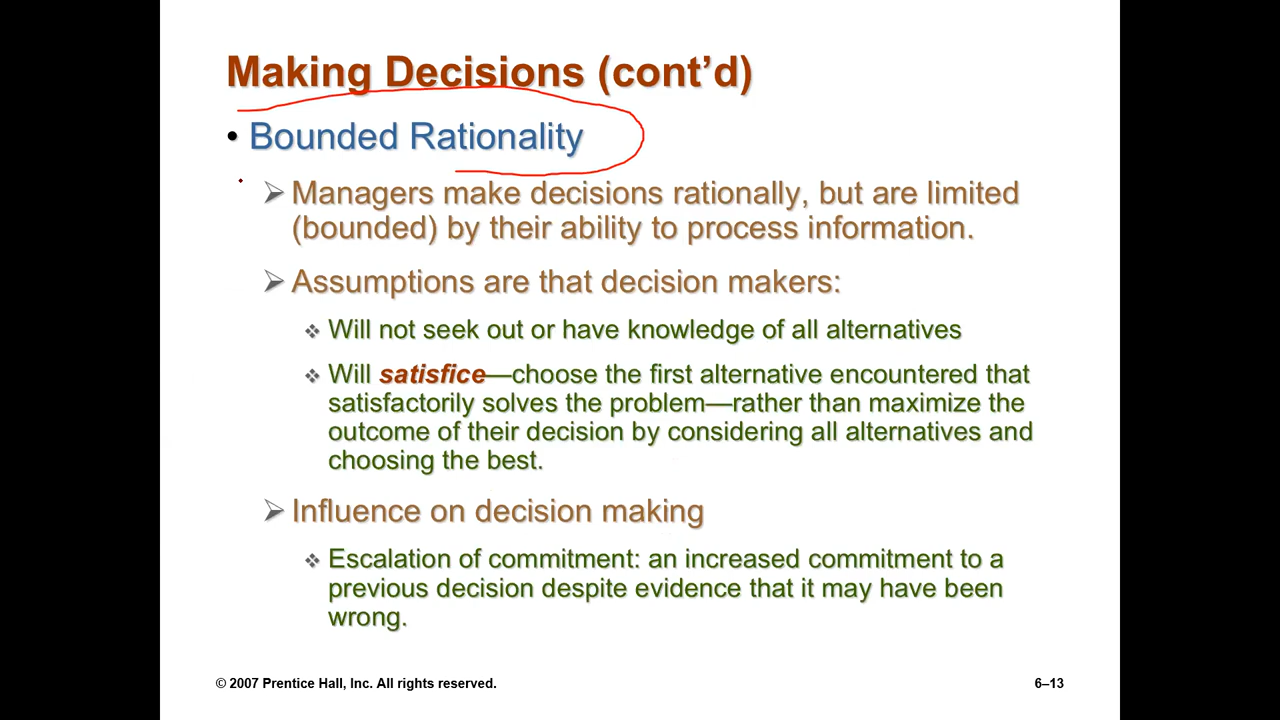 Making Decisions (cont’d)
• Bounded Rationality
➢ Managers make decisions rationally, but are limited
(bounded) by their ability to process information.
➢ Assumptions are that decision makers:
❖ Will not seek out or have knowledge of all alternatives
❖ Will satisfice—choose the first alternative encountered that
satisfactorily solves the problem—rather than maximize the
outcome of their decision by considering all alternatives and
choosing the best.
➢ Influence on decision making
❖ Escalation of commitment: an increased commitment to a
previous decision despite evidence that it may have been
wrong.
© 2007 Prentice Hall, Inc. All rights reserved.
6–13